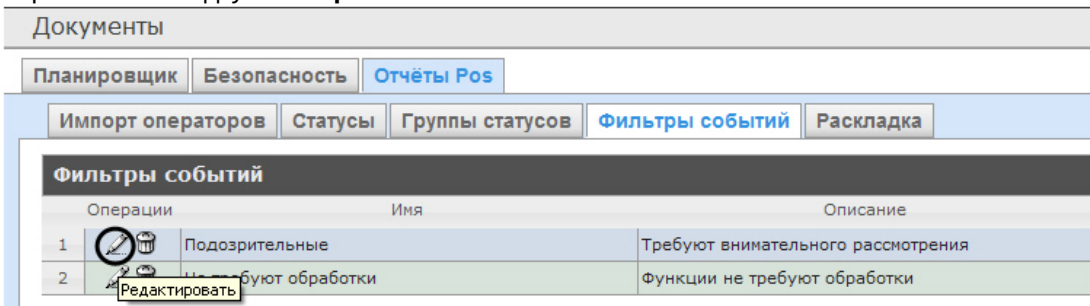 Документы
Планировщик Безопасность Отчёты Pos
Импорт операторов Статусы Группы статусов Фильтры событий Раскладка
Фильтры событий
Операции Имя Описание
1 Подозрительные Требуют внимательного рассмотрения
2 требуют обработки Функции не требуют обработки
Редактировать